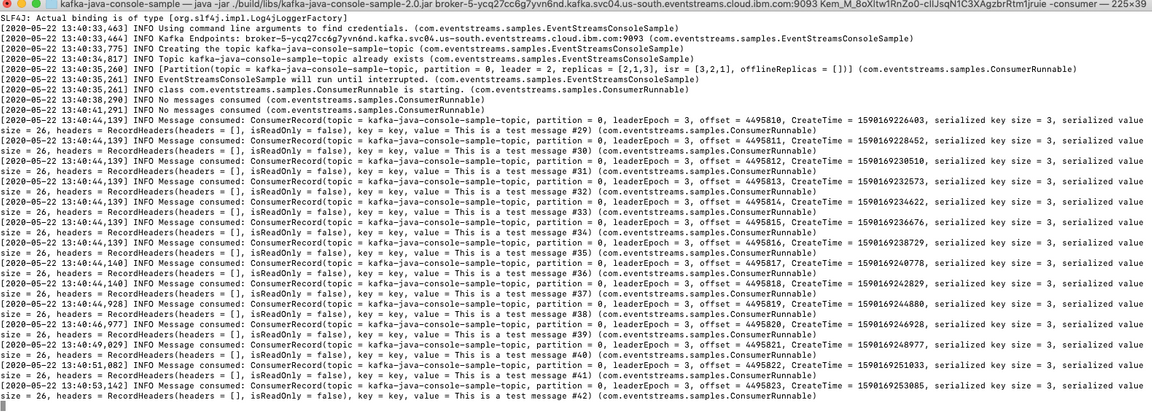 kafka-java-console-sample — java -jar ./build/libs/kafka-java-console-sample-2.0.jar broker-5-ycq27ccc6g7yvn6nd.kafka.svc04.us-south.eventstreams.cloud.ibm.com:9093 -consumer — 225×39
SLF4J: Actual binding is of type [org.slf4j.impl.Log4jLoggerFactory]
[2020-05-22 13:40:33,463] INFO Using command line arguments to find credentials. (com.eventstreams.samples.EventStreamsConsoleSample)
[2020-05-22 13:40:33,464] INFO Kafka Endpoints: broker-5-ycq27ccc6g7yvn6nd.kafka.svc04.us-south.eventstreams.cloud.ibm.com:9093 (com.eventstreams.samples.EventStreamsConsoleSample)
[2020-05-22 13:40:33,775] INFO Creating the topic kafka-java-console-sample-topic (com.eventstreams.samples.EventStreamsConsoleSample)
[2020-05-22 13:40:34,817] INFO Topic kafka-java-console-sample-topic already exists (com.eventstreams.samples.EventStreamsConsoleSample)
[2020-05-22 13:40:35,260] INFO [Partition(topic = kafka-java-console-sample-topic, partition = 0, leader = 2, replicas = [2,1,3], isr = [3,2,1], offlineReplicas = [])] (com.eventstreams.samples.ConsumerRunnable)
[2020-05-22 13:40:35,261] INFO EventStreamsConsoleSample will run until interrupted. (com.eventstreams.samples.EventStreamsConsoleSample)
[2020-05-22 13:40:35,261] INFO class com.eventstreams.samples.ConsumerRunnable is starting. (com.eventstreams.samples.ConsumerRunnable)
[2020-05-22 13:40:38,290] INFO No messages consumed (com.eventstreams.samples.ConsumerRunnable)
[2020-05-22 13:40:41,291] INFO No messages consumed (com.eventstreams.samples.ConsumerRunnable)
[2020-05-22 13:40:44,139] INFO Message consumed: ConsumerRecord(topic = kafka-java-console-sample-topic, partition = 0, leaderEpoch = 3, offset = 4495810, CreateTime = 1590169226403, serialized key size = 3, serialized value
size = 26, headers = RecordHeaders(headers = [], isReadOnly = false), key = key, value = This is a test message #29) (com.eventstreams.samples.ConsumerRunnable)
[2020-05-22 13:40:44,139] INFO Message consumed: ConsumerRecord(topic = kafka-java-console-sample-topic, partition = 0, leaderEpoch = 3, offset = 4495811, CreateTime = 1590169228452, serialized key size = 3, serialized value
size = 26, headers = RecordHeaders(headers = [], isReadOnly = false), key = key, value = This is a test message #30) (com.eventstreams.samples.ConsumerRunnable)
[2020-05-22 13:40:44,139] INFO Message consumed: ConsumerRecord(topic = kafka-java-console-sample-topic, partition = 0, leaderEpoch = 3, offset = 4495812, CreateTime = 1590169230510, serialized key size = 3, serialized value
size = 26, headers = RecordHeaders(headers = [], isReadOnly = false), key = key, value = This is a test message #31) (com.eventstreams.samples.ConsumerRunnable)
[2020-05-22 13:40:44,139] INFO Message consumed: ConsumerRecord(topic = kafka-java-console-sample-topic, partition = 0, leaderEpoch = 3, offset = 4495813, CreateTime = 1590169232573, serialized key size = 3, serialized value
size = 26, headers = RecordHeaders(headers = [], isReadOnly = false), key = key, value = This is a test message #32) (com.eventstreams.samples.ConsumerRunnable)
[2020-05-22 13:40:44,139] INFO Message consumed: ConsumerRecord(topic = kafka-java-console-sample-topic, partition = 0, leaderEpoch = 3, offset = 4495814, CreateTime = 1590169234622, serialized key size = 3, serialized value
size = 26, headers = RecordHeaders(headers = [], isReadOnly = false), key = key, value = This is a test message #33) (com.eventstreams.samples.ConsumerRunnable)
[2020-05-22 13:40:44,139] INFO Message consumed: ConsumerRecord(topic = kafka-java-console-sample-topic, partition = 0, leaderEpoch = 3, offset = 4495815, CreateTime = 1590169236676, serialized key size = 3, serialized value
size = 26, headers = RecordHeaders(headers = [], isReadOnly = false), key = key, value = This is a test message #34) (com.eventstreams.samples.ConsumerRunnable)
[2020-05-22 13:40:44,139] INFO Message consumed: ConsumerRecord(topic = kafka-java-console-sample-topic, partition = 0, leaderEpoch = 3, offset = 4495816, CreateTime = 1590169238729, serialized key size = 3, serialized value
size = 26, headers = RecordHeaders(headers = [], isReadOnly = false), key = key, value = This is a test message #35) (com.eventstreams.samples.ConsumerRunnable)
[2020-05-22 13:40:44,140] INFO Message consumed: ConsumerRecord(topic = kafka-java-console-sample-topic, partition = 0, leaderEpoch = 3, offset = 4495817, CreateTime = 1590169240778, serialized key size = 3, serialized value
size = 26, headers = RecordHeaders(headers = [], isReadOnly = false), key = key, value = This is a test message #36) (com.eventstreams.samples.ConsumerRunnable)
[2020-05-22 13:40:44,140] INFO Message consumed: ConsumerRecord(topic = kafka-java-console-sample-topic, partition = 0, leaderEpoch = 3, offset = 4495818, CreateTime = 1590169242829, serialized key size = 3, serialized value
size = 26, headers = RecordHeaders(headers = [], isReadOnly = false), key = key, value = This is a test message #37) (com.eventstreams.samples.ConsumerRunnable)
[2020-05-22 13:40:44,928] INFO Message consumed: ConsumerRecord(topic = kafka-java-console-sample-topic, partition = 0, leaderEpoch = 3, offset = 4495819, CreateTime = 1590169244880, serialized key size = 3, serialized value
size = 26, headers = RecordHeaders(headers = [], isReadOnly = false), key = key, value = This is a test message #38) (com.eventstreams.samples.ConsumerRunnable)
[2020-05-22 13:40:46,977] INFO Message consumed: ConsumerRecord(topic = kafka-java-console-sample-topic, partition = 0, leaderEpoch = 3, offset = 4495820, CreateTime = 1590169246928, serialized key size = 3, serialized value
size = 26, headers = RecordHeaders(headers = [], isReadOnly = false), key = key, value = This is a test message #39) (com.eventstreams.samples.ConsumerRunnable)
[2020-05-22 13:40:49,029] INFO Message consumed: ConsumerRecord(topic = kafka-java-console-sample-topic, partition = 0, leaderEpoch = 3, offset = 4495821, CreateTime = 1590169248977, serialized key size = 3, serialized value
size = 26, headers = RecordHeaders(headers = [], isReadOnly = false), key = key, value = This is a test message #40) (com.eventstreams.samples.ConsumerRunnable)
[2020-05-22 13:40:51,082] INFO Message consumed: ConsumerRecord(topic = kafka-java-console-sample-topic, partition = 0, leaderEpoch = 3, offset = 4495822, CreateTime = 1590169251033, serialized key size = 3, serialized value
size = 26, headers = RecordHeaders(headers = [], isReadOnly = false), key = key, value = This is a test message #41) (com.eventstreams.samples.ConsumerRunnable)
[2020-05-22 13:40:53,142] INFO Message consumed: ConsumerRecord(topic = kafka-java-console-sample-topic, partition = 0, leaderEpoch = 3, offset = 4495823, CreateTime = 1590169253085, serialized key size = 3, serialized value
size = 26, headers = RecordHeaders(headers = [], isReadOnly = false), key = key, value = This is a test message #42) (com.eventstreams.samples.ConsumerRunnable)